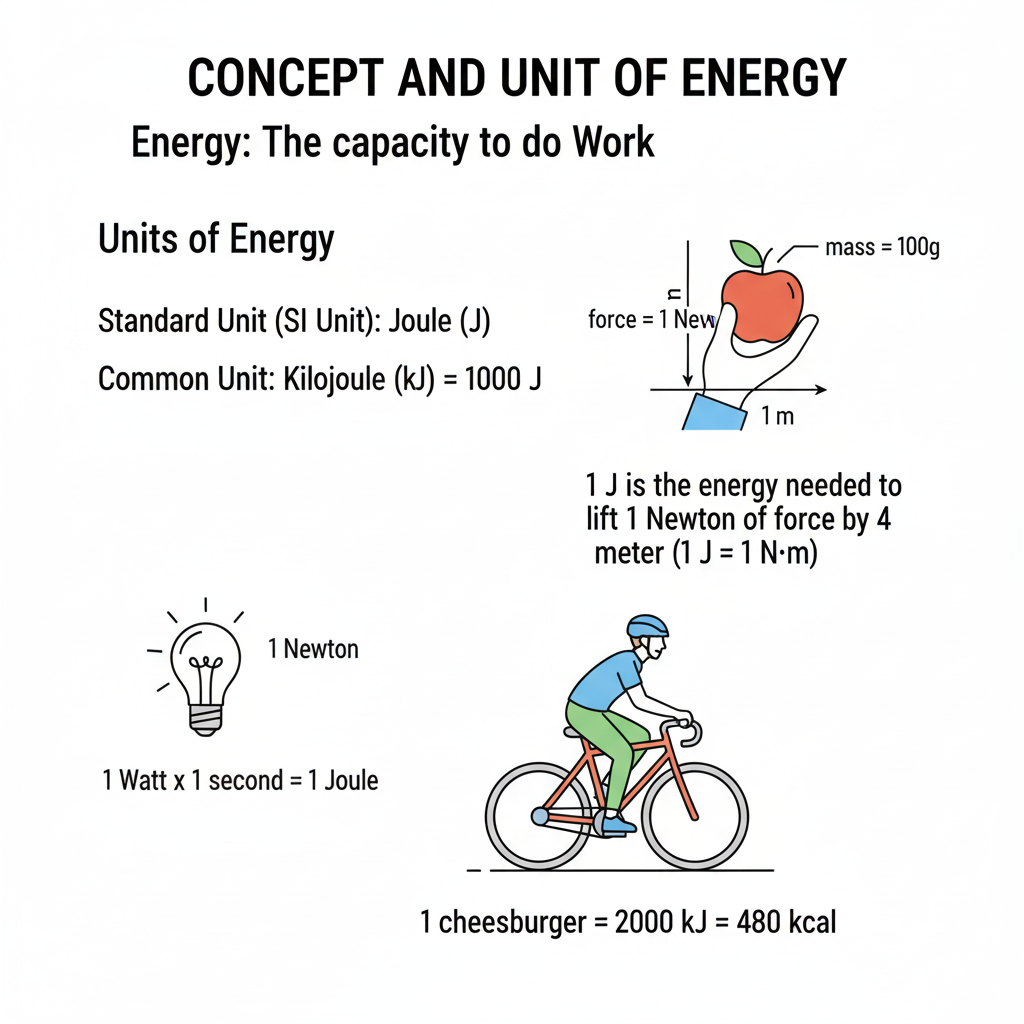 CONCEPT AND UNIT OF ENERGY
Energy: The capacity to do Work
Units of Energy
Standard Unit (SI Unit): Joule (J)
Common Unit: Kilojoule (kJ) = 1000 J
mass = 100g
n
force = 1 New
1 m
1 J is the energy needed to
lift 1 Newton of force by 4
meter (1 J = 1 N·m)
1 Newton
1 Watt x 1 second = 1 Joule
1 cheesburger = 2000 kJ = 480 kcal